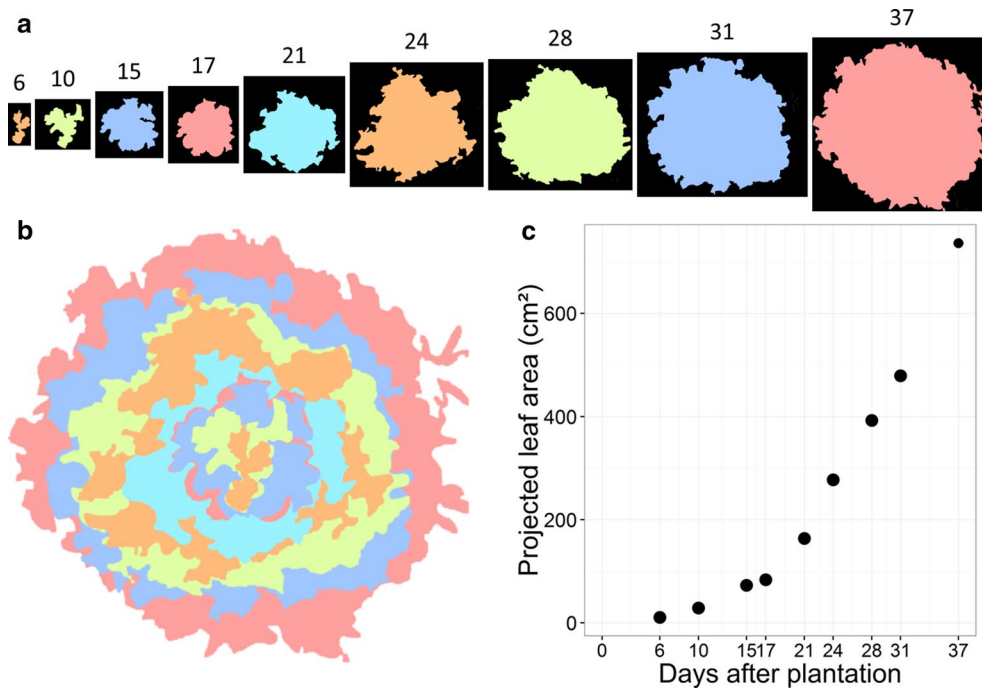 a
6 10 15 17 21 24 28 31 37
b
c
Projected leaf area (cm²)
600
400
200
0
0 6 10 15 17 21 24 28 31 37
Days after plantation